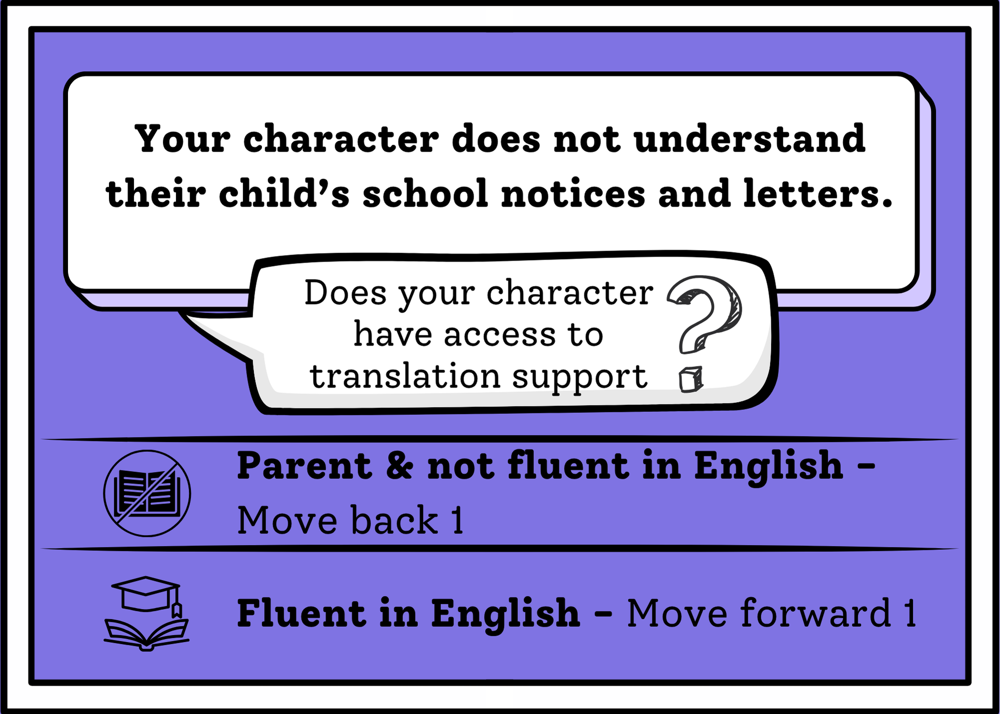 Your character does not understand
their child’s school notices and letters.
Does your character
have access to
translation support
?
Parent & not fluent in English –
Move back 1
Fluent in English – Move forward 1